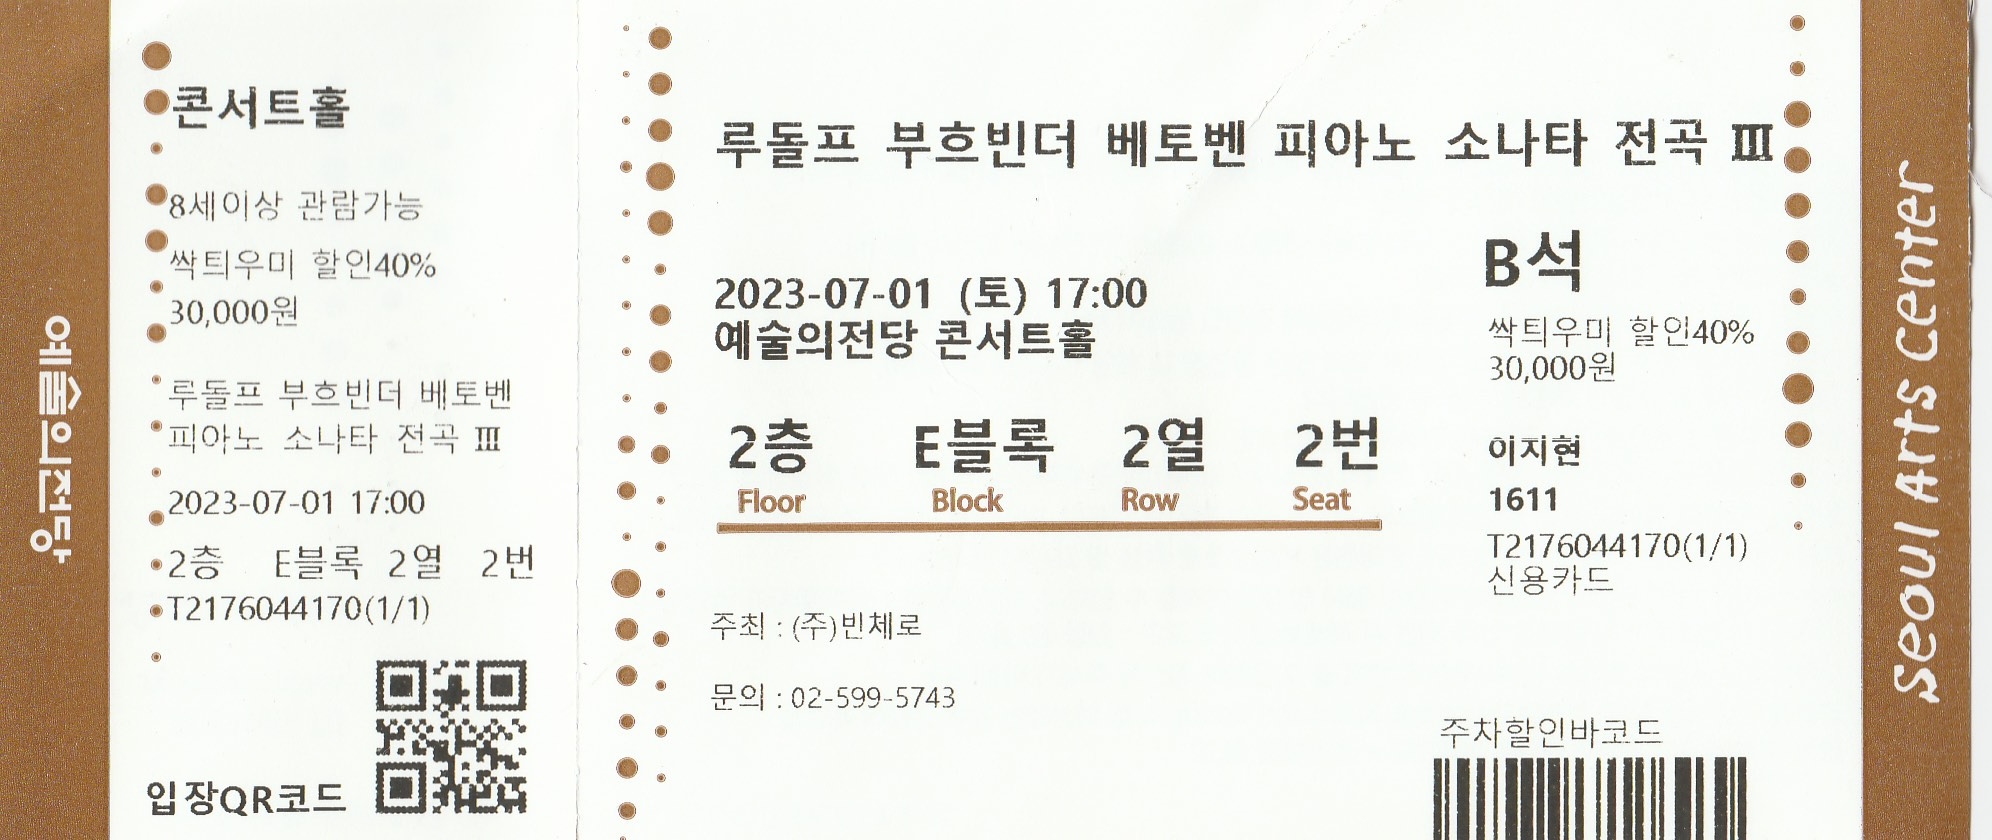 예술의전당
콘서트홀
8세이상 관람가능
싹틔우미 할인40%
30,000원
루돌프 부흐빈더 베토벤
피아노 소나타 전곡 Ⅲ
2023-07-01 17:00
2층 E블록 2열 2번
T2176044170(1/1)
입장QR코드
루돌프 부흐빈더 베토벤 피아노 소나타 전곡 Ⅲ
2023-07-01 (토) 17:00
예술의전당 콘서트홀
2층 E블록 2열 2번
Floor Block Row Seat
주최 : (주)빈체로
문의 : 02-599-5743
B석
싹틔우미 할인40%
30,000원
이지현
1611
T2176044170(1/1)
신용카드
주차할인바코드
Seoul Arts Center